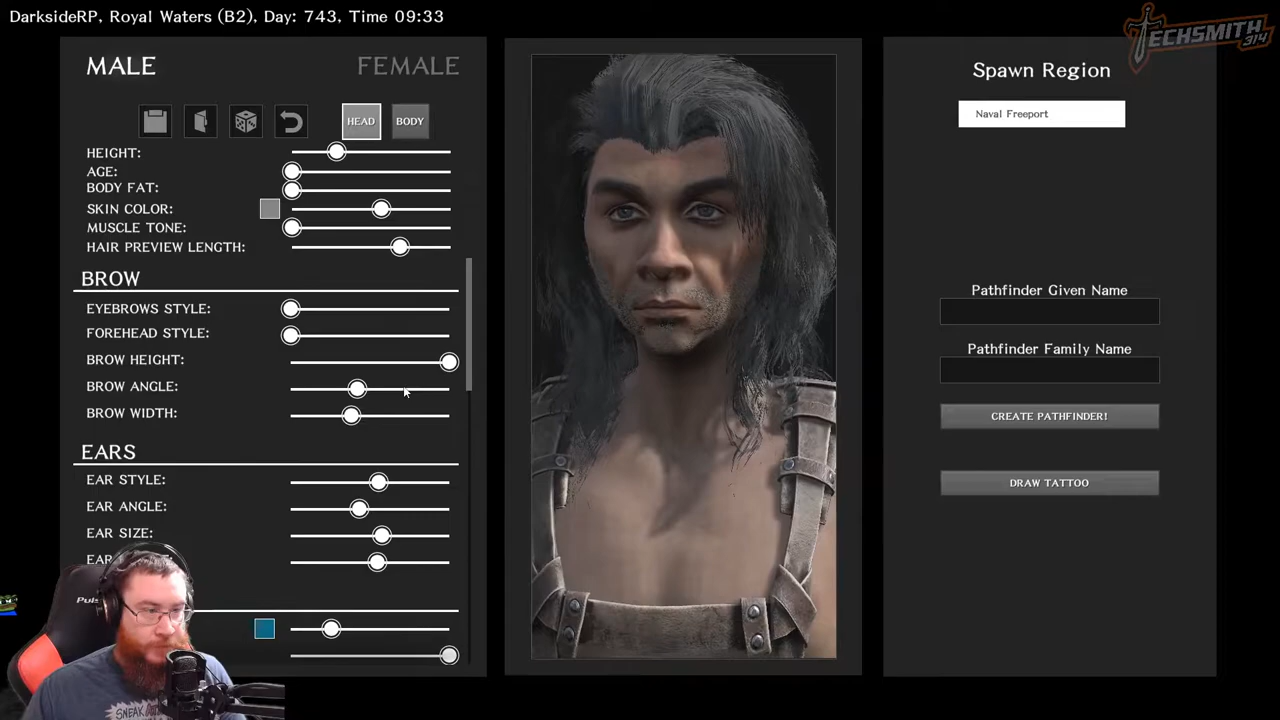 DarksideRP, Royal Waters (B2), Day: 743, Time 09:33
TECHSMITH
314
MALE
FEMALE
HEAD
BODY
HEIGHT:
AGE:
BODY FAT:
SKIN COLOR:
MUSCLE TONE:
HAIR PREVIEW LENGTH:
BROW
EYEBROWS STYLE:
FOREHEAD STYLE:
BROW HEIGHT:
BROW ANGLE:
BROW WIDTH:
EARS
EAR STYLE:
EAR ANGLE:
EAR SIZE:
EAR
Spawn Region
Naval Freeport
Pathfinder Given Name
Pathfinder Family Name
CREATE PATHFINDER!
DRAW TATTOO
SNEAK